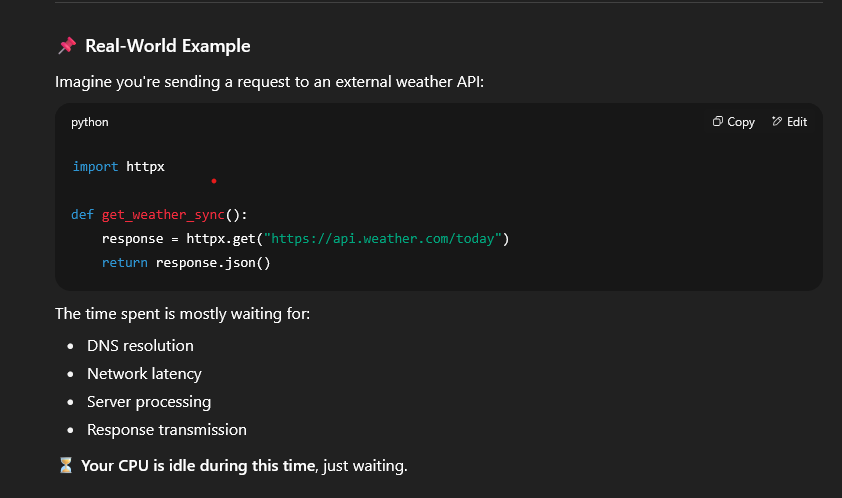 📌 Real-World Example
Imagine you're sending a request to an external weather API:
python Copy Edit
import httpx
def get_weather_sync():
    response = httpx.get("https://api.weather.com/today")
    return response.json()
The time spent is mostly waiting for:
• DNS resolution
• Network latency
• Server processing
• Response transmission
⏳ Your CPU is idle during this time, just waiting.